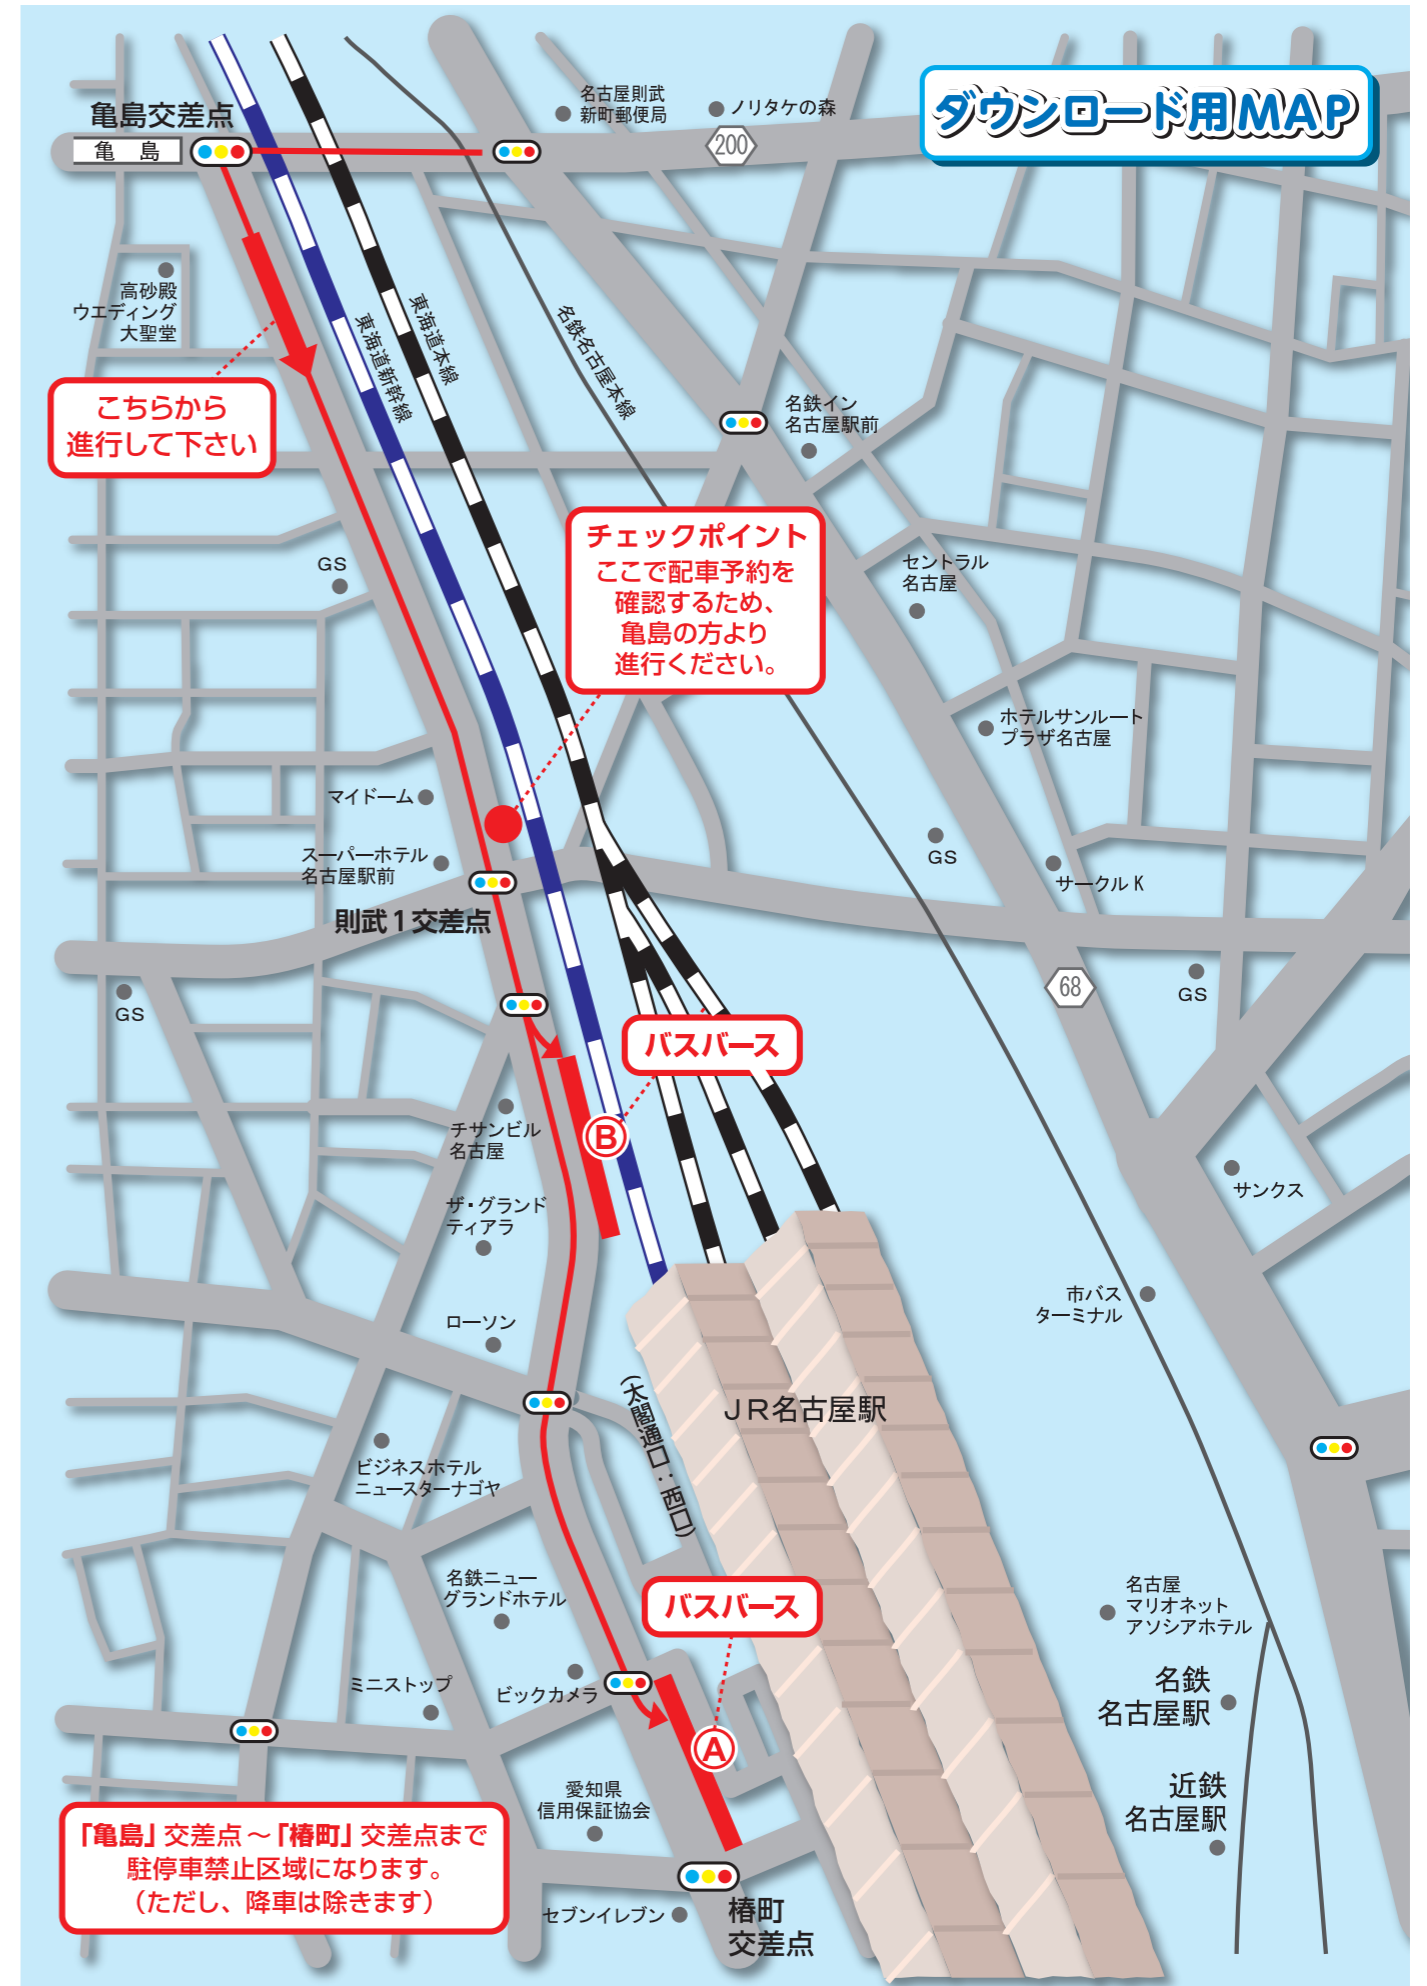 ダウンロード用MAP
亀島交差点
亀 島
名古屋則武
新町郵便局
ノリタケの森
200
高砂殿
ウエディング
大聖堂
東海道新幹線
東海道本線
名鉄名古屋本線
こちらから
進行して下さい
名鉄イン
名古屋駅前
チェックポイント
ここで配車予約を
確認するため、
亀島の方より
進行ください。
GS
セントラル
名古屋
ホテルサンルート
プラザ名古屋
マイドーム
スーパーホテル
名古屋駅前
則武1交差点
GS
サークルK
68
GS
GS
バスバース
B
チサンビル
名古屋
ザ・グランド
ティアラ
サンクス
ローソン
市バス
ターミナル
JR名古屋駅
(太閤通口:西口)
ビジネスホテル
ニュースターナゴヤ
名鉄ニュー
グランドホテル
バスバース
名古屋
マリオネット
アソシアホテル
ミニストップ
ビックカメラ
名鉄
名古屋駅
A
近鉄
名古屋駅
愛知県
信用保証協会
「亀島」交差点～「椿町」交差点まで
駐停車禁止区域になります。
(ただし、降車は除きます)
セブンイレブン
椿町
交差点